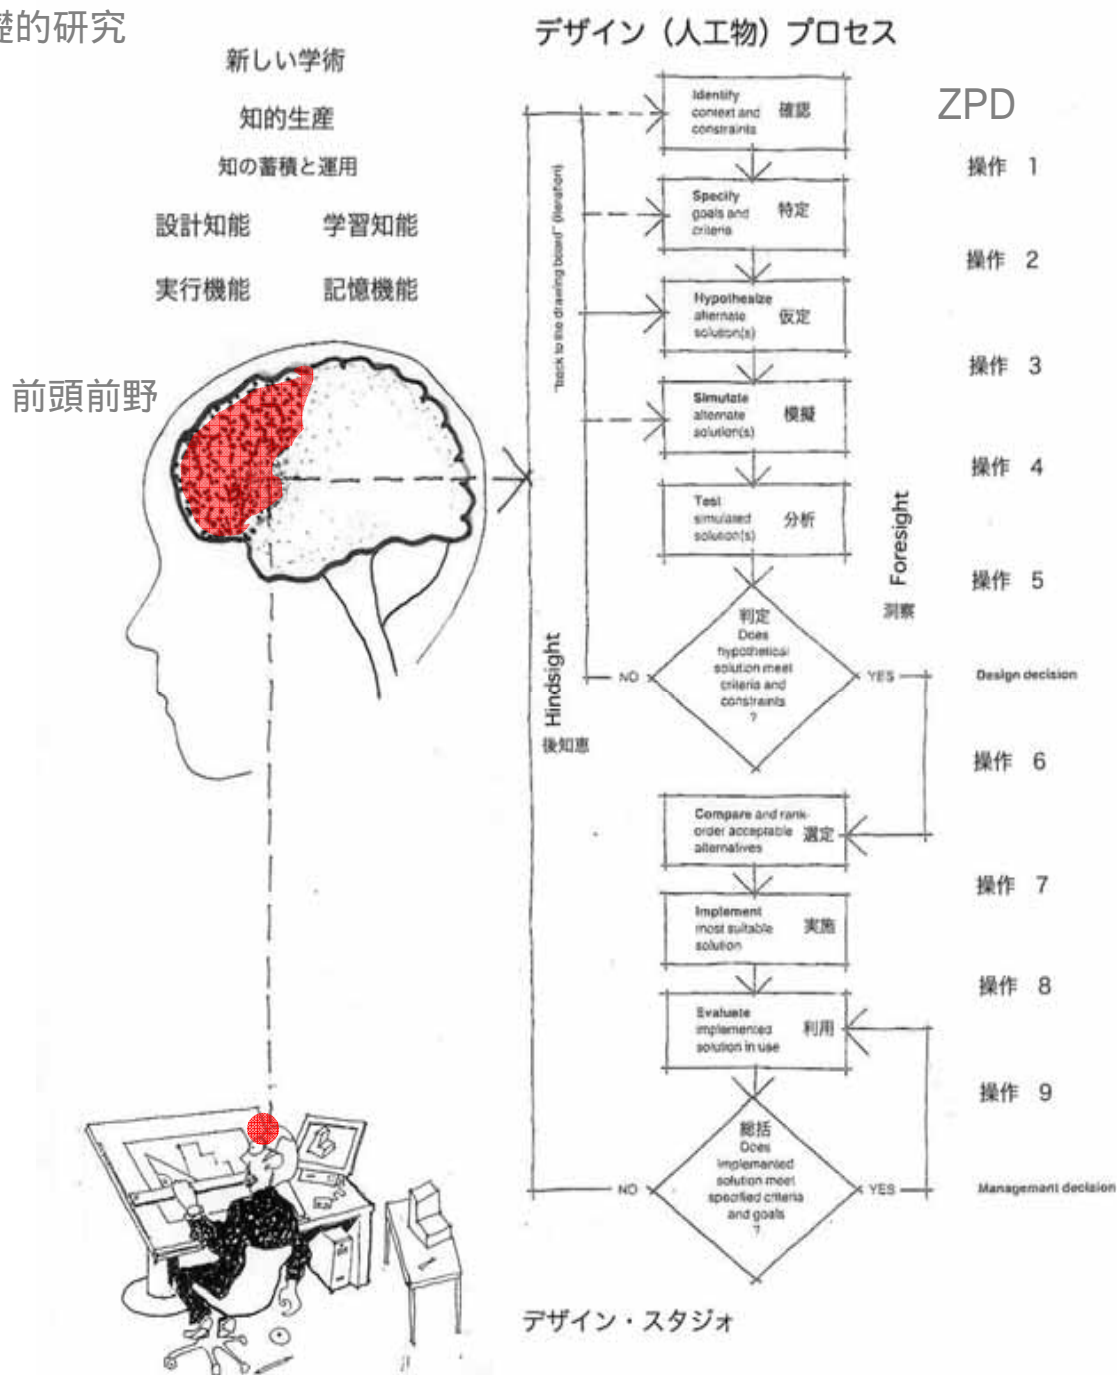 礎的研究
デザイン（人工物）プロセス
新しい学術
知的生産
知の蓄積と運用
設計知能 学習知能
実行機能 記憶機能
前頭前野
ZPD
"back to the drawing board" (iteration)
Identify
context and
constraints
確認
操作 1
Specify
goals and
criteria
特定
操作 2
Hypothesize
alternate
solution(s)
仮定
操作 3
Simulate
alternate
solution(s)
模擬
操作 4
Test
simulated
solution(s)
分析
Foresight
洞察
操作 5
判定
Does
hypothetical
solution meet
criteria and
constraints
?
NO
YES
Design decision
Hindsight
後知恵
操作 6
Compare and rank-
order acceptable
alternatives
選定
操作 7
Implement
most suitable
solution
実施
操作 8
Evaluate
implemented
solution in use
利用
操作 9
総括
Does
implemented
solution meet
specified criteria
and goals
?
NO
YES
Management decision
デザイン・スタジオ